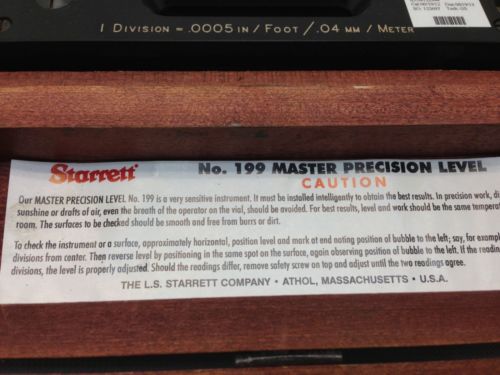 1 DIVISION = .0005 IN / FOOT / .04 MM / METER
Starrett
No. 199 MASTER PRECISION LEVEL
CAUTION
Our MASTER PRECISION LEVEL No. 199 is a very sensitive instrument. It must be installed intelligently to obtain the best results. In precision work, di
sunshine or drafts of air, even the breath of the operator on the vial, should be avoided. For best results, level and work should be the same temperat
room. The surfaces to be checked should be smooth and free from burrs or dirt.
To check the instrument or a surface, approximately horizontal, position level and mark at end noting position of bubble to the left; say, for exampl
divisions from center. Then reverse level by positioning in the same spot on the surface, again observing position of bubble to the left. If the readin
divisions, the level is properly adjusted. Should the readings differ, remove safety screw on top and adjust until the two readings agree.
THE L.S. STARRETT COMPANY • ATHOL, MASSACHUSETTS • U.S.A.